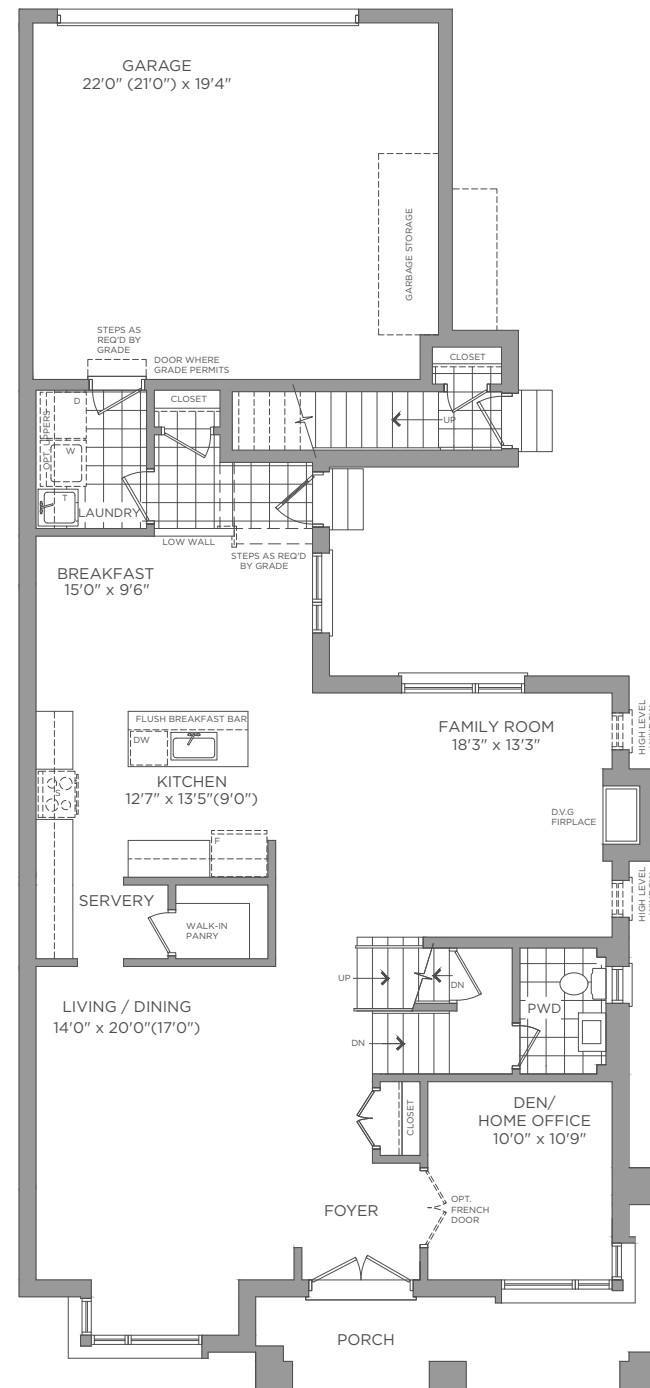 GARAGE
22'0" (21'0") x 19'4"
GARBAGE STORAGE
STEPS AS
REQ'D BY
GRADE
DOOR WHERE
GRADE PERMITS
CLOSET
CLOSET
D
OPT. UPPERS
W
T
LAUNDRY
UP
LOW WALL
STEPS AS REQ'D
BY GRADE
BREAKFAST
15'0" x 9'6"
FLUSH BREAKFAST BAR
DW
FAMILY ROOM
18'3" x 13'3"
HIGH LEVEL
KITCHEN
12'7" x 13'5"(9'0")
S
D.V.G
FIRPLACE
F
SERVERY
WALK-IN
PANRY
HIGH LEVEL
UP
DN
PWD
LIVING / DINING
14'0" x 20'0"(17'0")
DN
CLOSET
DEN/
HOME OFFICE
10'0" x 10'9"
FOYER
OPT.
FRENCH
DOOR
PORCH